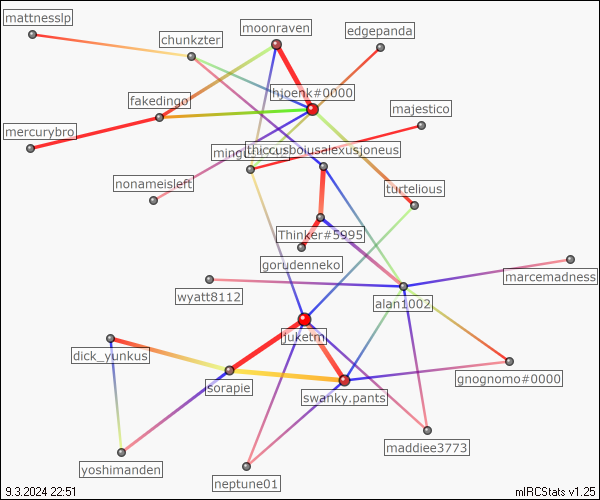 mattnesslp
moonraven
edgepanda
chunkzter
hjoenk#0000
fakedingo
majestico
mercurybro
thiccusboiusalexusjoneus
nonameisleft
turtelious
Thinker#5995
gorudenneko
marcemadness
wyatt8112
alan1002
juketm
dick_yunkus
gnognomo#0000
sorapie
swanky.pants
maddiee3773
yoshimanden
neptune01
9.3.2024 22:51
mIRCStats v1.25